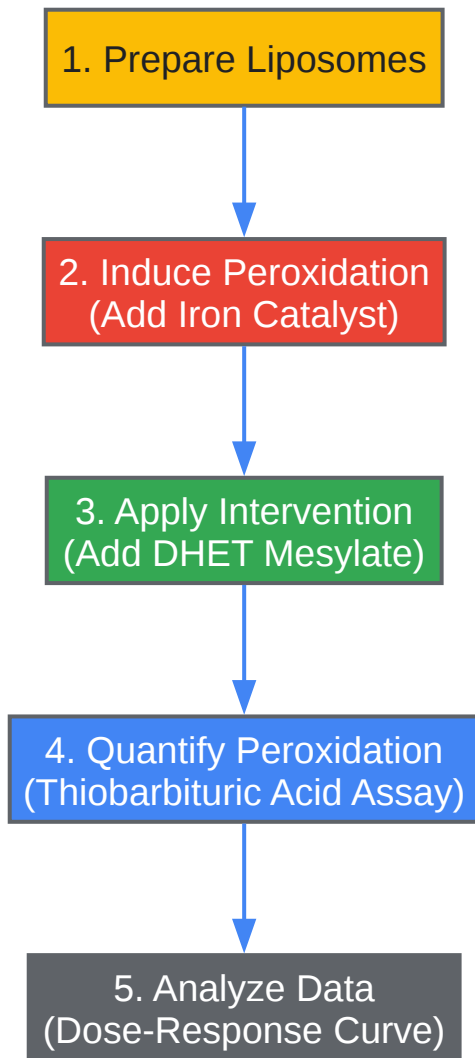 1. Prepare Liposomes
2. Induce Peroxidation
(Add Iron Catalyst)
3. Apply Intervention
(Add DHET Mesylate)
4. Quantify Peroxidation
(Thiobarbituric Acid Assay)
5. Analyze Data
(Dose-Response Curve)